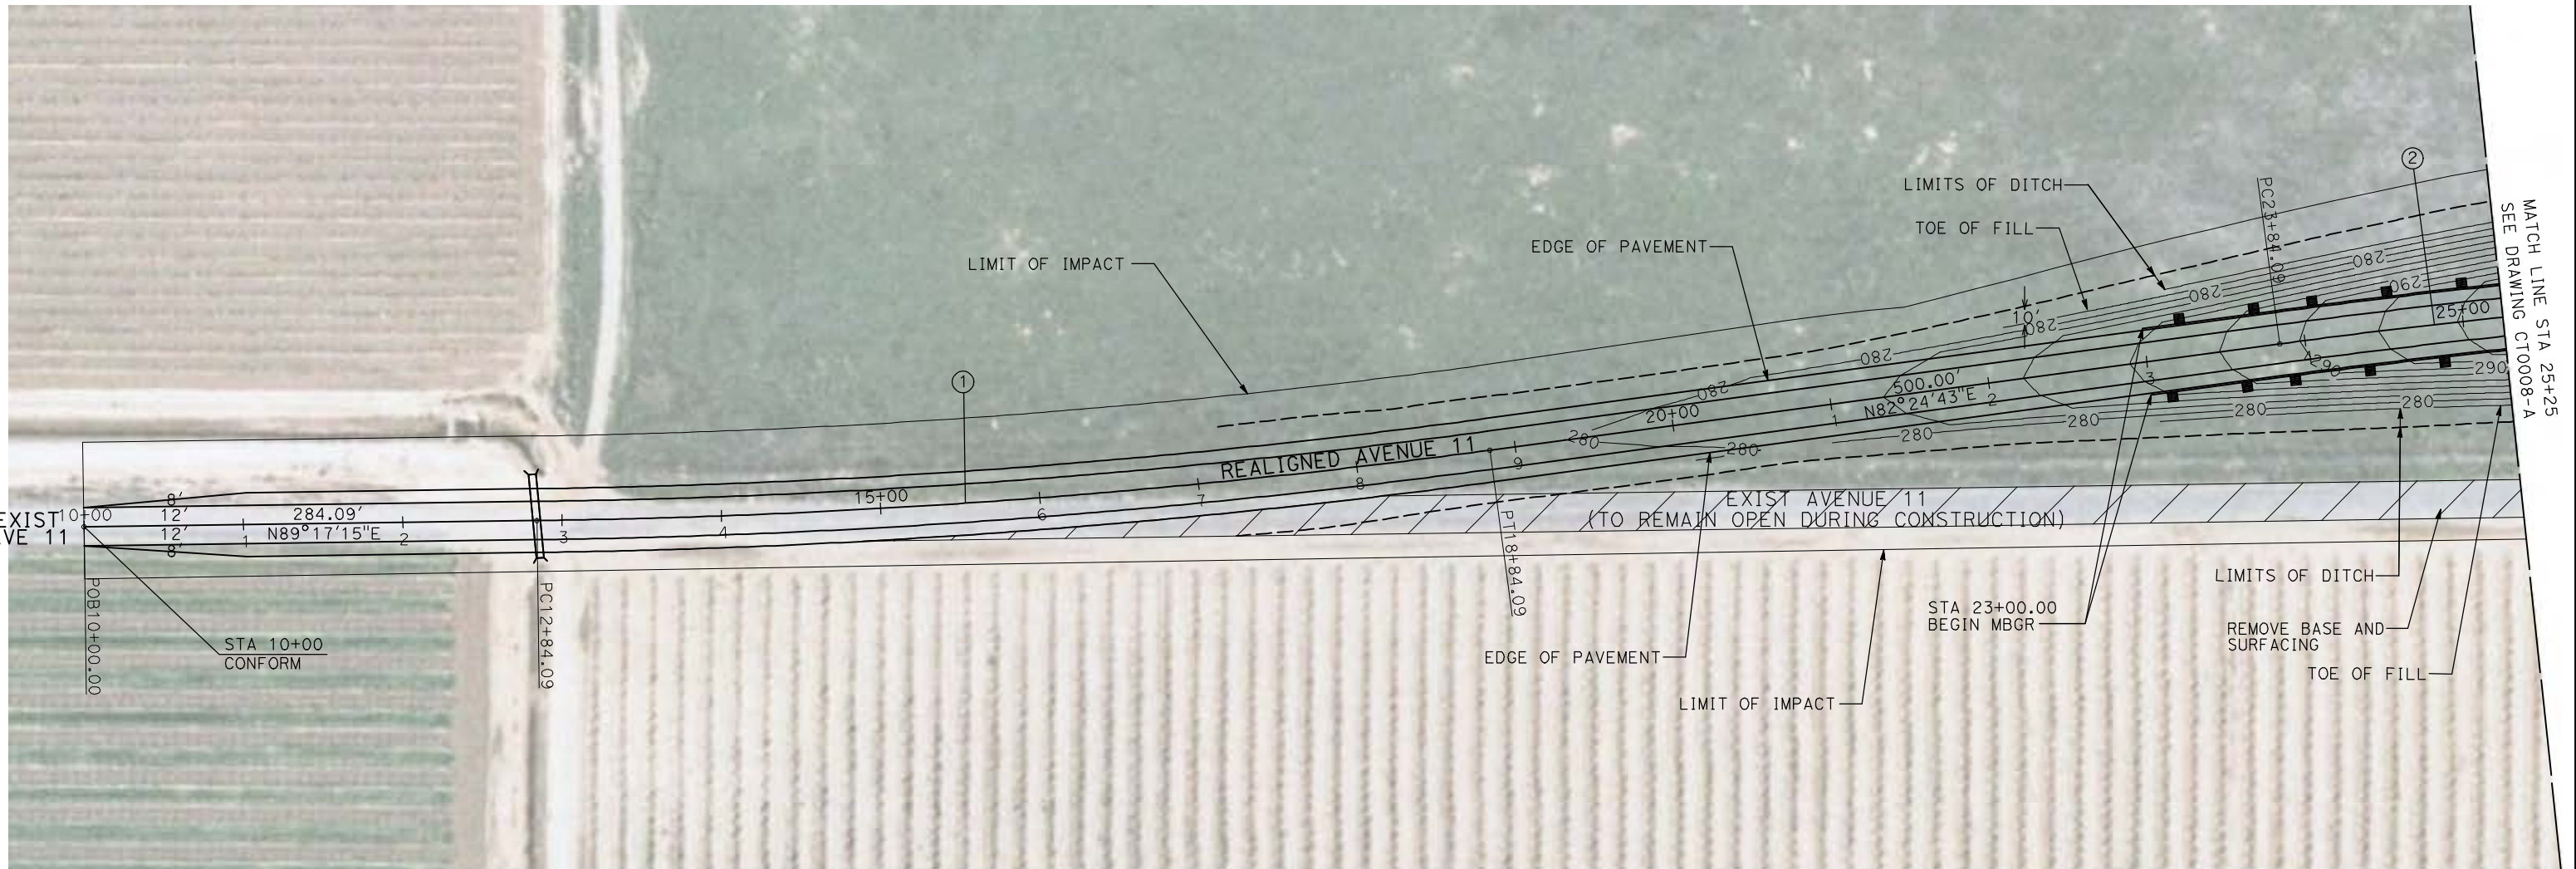 LIMIT OF IMPACT
EDGE OF PAVEMENT
LIMITS OF DITCH
TOE OF FILL
1
2
PC23+84.09
MATCH LINE STA 25+25
SEE DRAWING CT0008-A
280
280
290
10'
280
280
280
25+00
290
4
290
3
500.00'
N82°24'43"E
2
1
20+00
280
280
280
280
280
280
REALIGNED AVENUE 11
9
8
7
6
15+00
4
3
2
1
8'
12'
12'
8'
284.09'
N89°17'15"E
10+00
EXIST
VE 11
POB10+00.00
STA 10+00
CONFORM
PC12+84.09
PT18+84.09
EXIST AVENUE 11
(TO REMAIN OPEN DURING CONSTRUCTION)
EDGE OF PAVEMENT
LIMIT OF IMPACT
STA 23+00.00
BEGIN MBGR
LIMITS OF DITCH
REMOVE BASE AND
SURFACING
TOE OF FILL